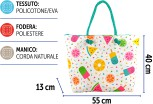 TESSUTO:
POLICOTONE/EVA
FODERA:
POLIESTERE
MANICO:
CORDA NATURALE
40 cm
13 cm
55 cm